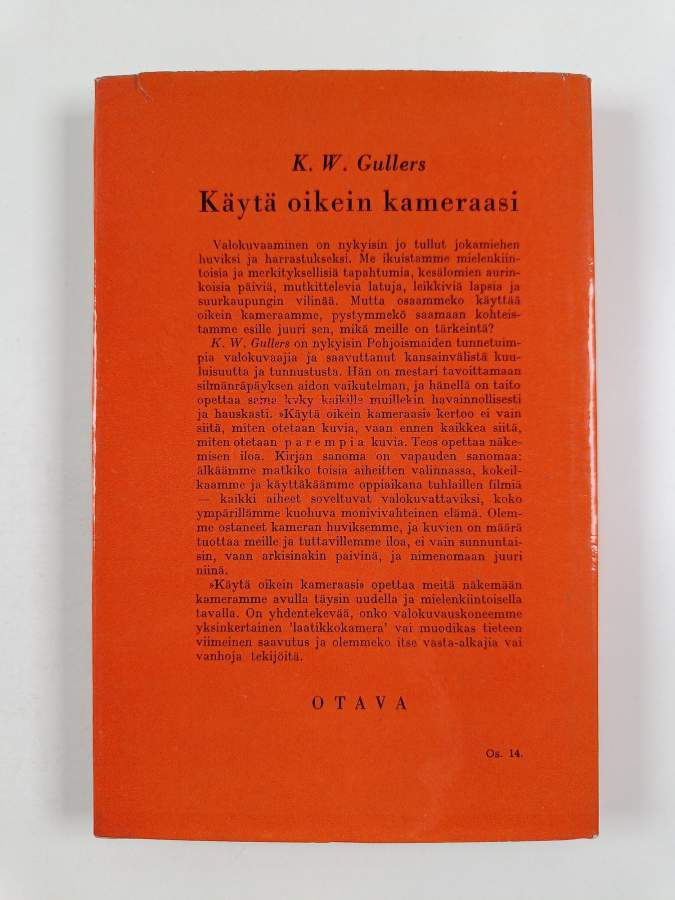 K. W. Gullers
Käytä oikein kameraasi
Valokuvaaminen on nykyisin jo tullut jokamiehen
huviksi ja harrastukseksi. Me ikuistamme mielenkiin-
toisia ja merkityksellisiä tapahtumia, kesälomien aurin-
koisia päiviä, mutkittelevia latuja, leikkiviä lapsia ja
suurkaupungin vilinää. Mutta osaammeko käyttää
oikein kameraamme, pystymmekö saamaan kohteis-
tamme esille juuri sen, mikä meille on tärkeintä?
K. W. Gullers on nykyisin Pohjoismaiden tunnetuim-
pia valokuvaajia ja saavuttanut kansainvälistä kuu-
luisuutta ja tunnustusta. Hän on mestari tavoittamaan
silmänräpäyksen aidon vaikutelman, ja hänellä on taito
opettaa sama kyky kaikille muillekin havainnollisesti
ja hauskasti. »Käytä oikein kameraasi» kertoo ei vain
siitä, miten otetaan kuvia, vaan ennen kaikkea siitä,
miten otetaan parempia kuvia. Teos opettaa näke-
misen iloa. Kirjan sanoma on vapauden sanomaa:
älkäämme matkiko toisia aiheitten valinnassa, kokeil-
kaamme ja käyttäkäämme oppiaikana tuhlaillen filmiä
— kaikki aiheet soveltuvat valokuvattaviksi, koko
ympärillämme kuohuva monivivahteinen elämä. Olem-
me ostaneet kameran huviksemme, ja kuvien on määrä
tuottaa meille ja tuttavillemme iloa, ei vain sunnuntai-
sin, vaan arkisinakin päivinä, ja nimenomaan juuri
niinä.
»Käytä oikein kameraasi» opettaa meitä näkemään
kameramme avulla täysin uudella ja mielenkiintoisella
tavalla. On yhdentekevää, onko valokuvauskoneemme
yksinkertainen 'laatikkokamera' vai muodikas tieteen
viimeinen saavutus ja olemmeko itse vasta-alkajia vai
vanhoja tekijöitä.
OTAVA
Os. 14.